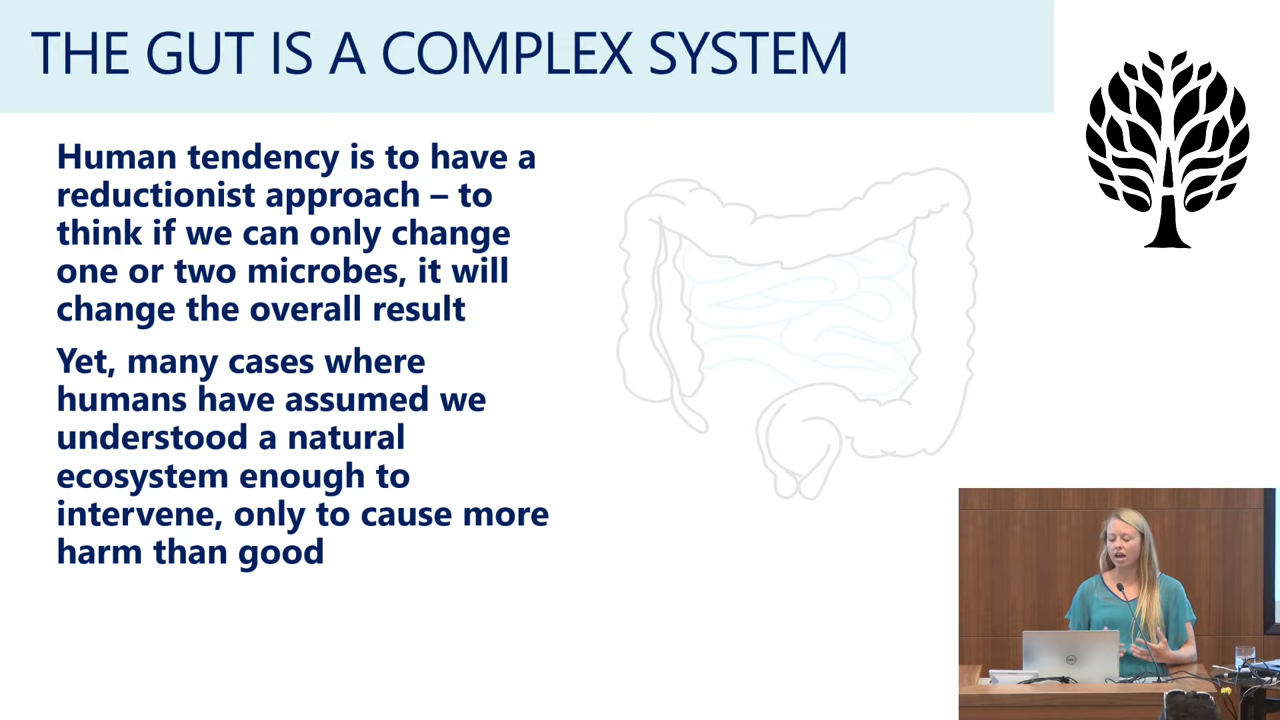 THE GUT IS A COMPLEX SYSTEM
Human tendency is to have a
reductionist approach – to
think if we can only change
one or two microbes, it will
change the overall result
Yet, many cases where
humans have assumed we
understood a natural
ecosystem enough to
intervene, only to cause more
harm than good